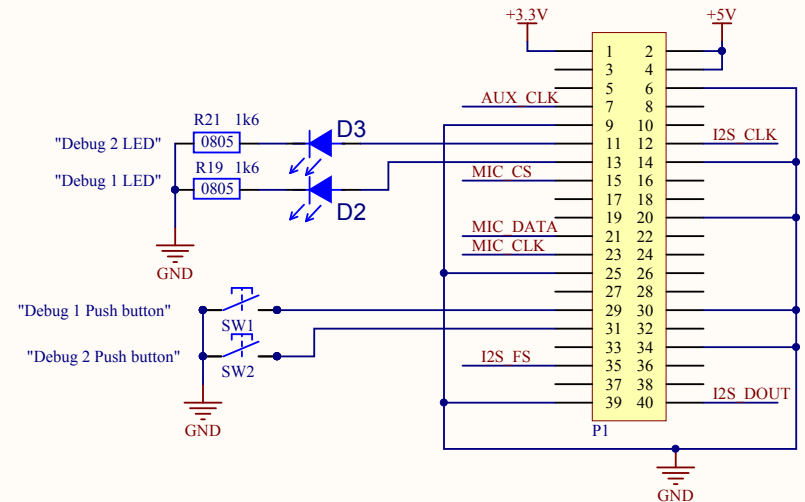 +3.3V
+5V
1 2
3 4
5 6
AUX_CLK 7 8
R21 1k6
9 10
D3
"Debug 2 LED" 0805 11 12 I2S_CLK
R19 1k6
13 14
"Debug 1 LED" 0805 MIC_CS 15 16
D2
17 18
19 20
MIC_DATA 21 22
MIC_CLK 23 24
GND
25 26
27 28
"Debug 1 Push button" 29 30
SW1
31 32
"Debug 2 Push button" 33 34
SW2
I2S_FS 35 36
37 38
39 40 I2S_DOUT
GND
P1
GND